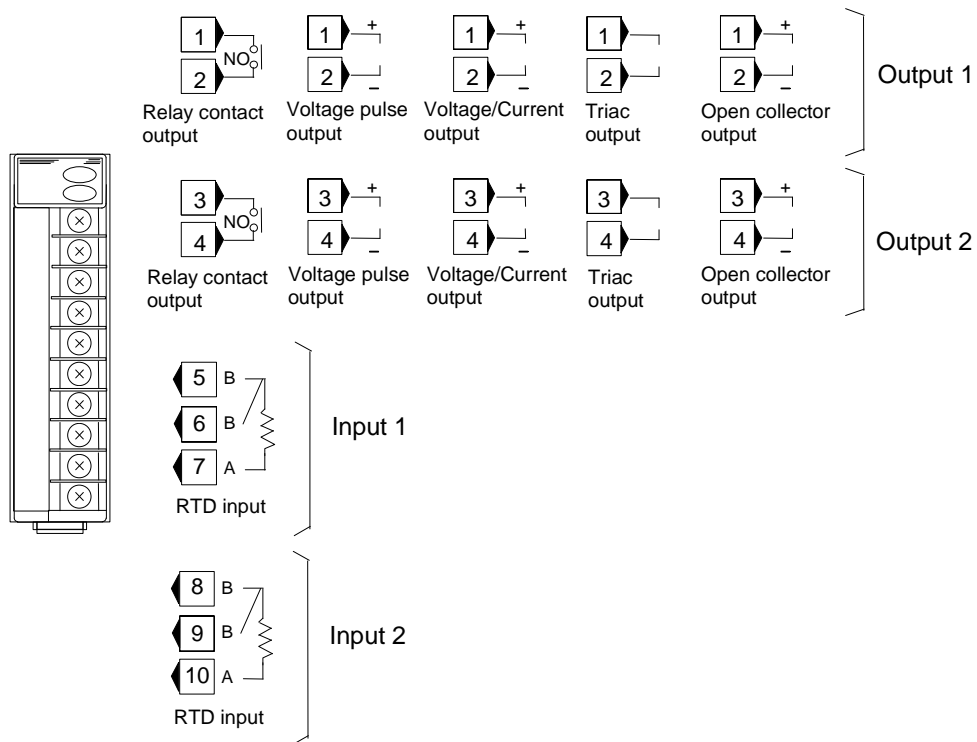 1 +
1 +
1 +
1
1 +
NO
2
2 −
2 −
2
2 −
Output 1
Relay contact
output
Voltage pulse
output
Voltage/Current
output
Triac
output
Open collector
output
3
3 +
3 +
3
3 +
NO
4
4 −
4 −
4
4 −
Output 2
Relay contact
output
Voltage pulse
output
Voltage/Current
output
Triac
output
Open collector
output
5 B
6 B
7 A
RTD input
Input 1
8 B
9 B
10 A
RTD input
Input 2